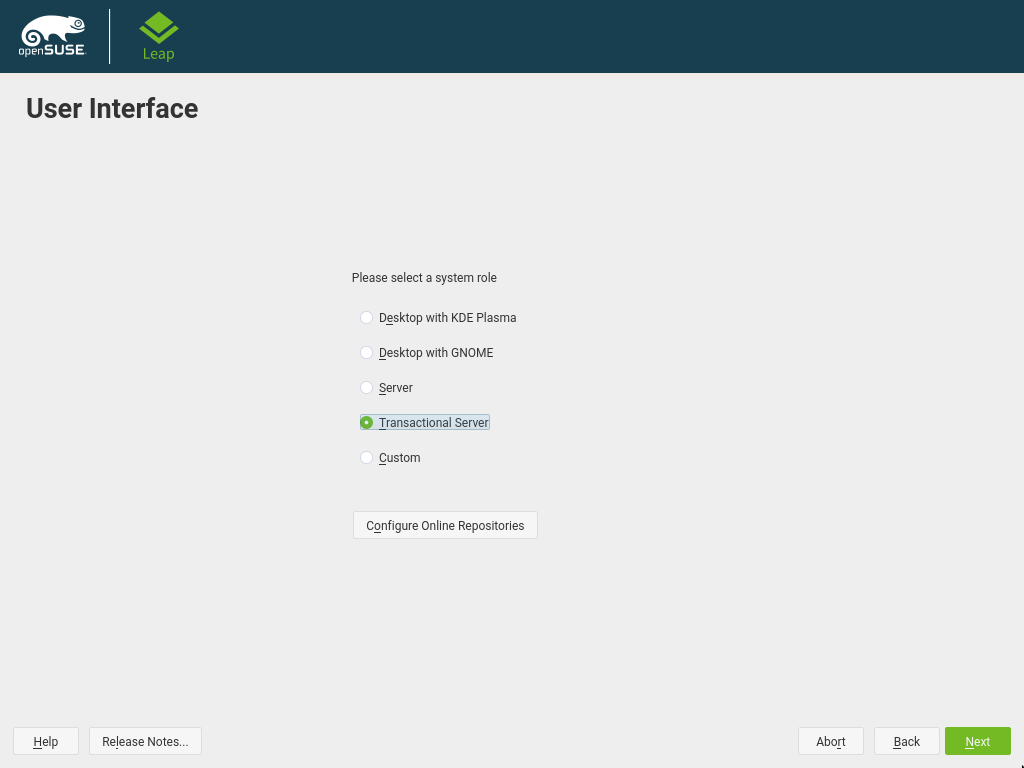 openSUSE
Leap
User Interface
Please select a system role
Desktop with KDE Plasma
Desktop with GNOME
Server
Transactional Server
Custom
Configure Online Repositories
Help
Release Notes...
Abort
Back
Next